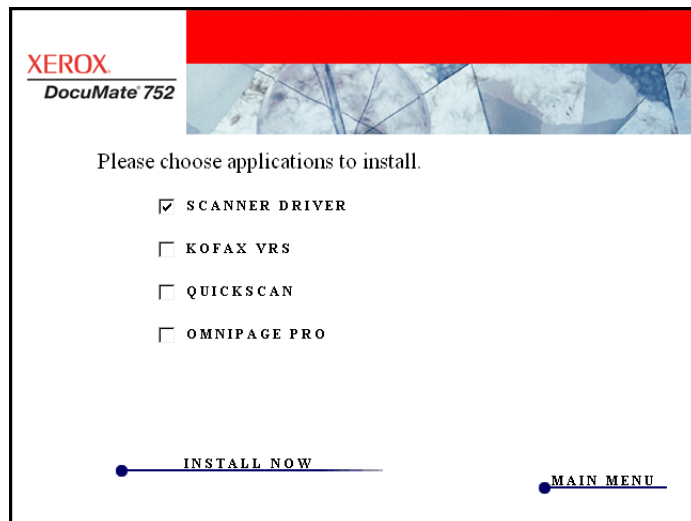 XEROX.
DocuMate® 752
Please choose applications to install.
SCANNER DRIVER
KOFAX VRS
QUICKSCAN
OMNIPAGE PRO
INSTALL NOW
MAIN MENU